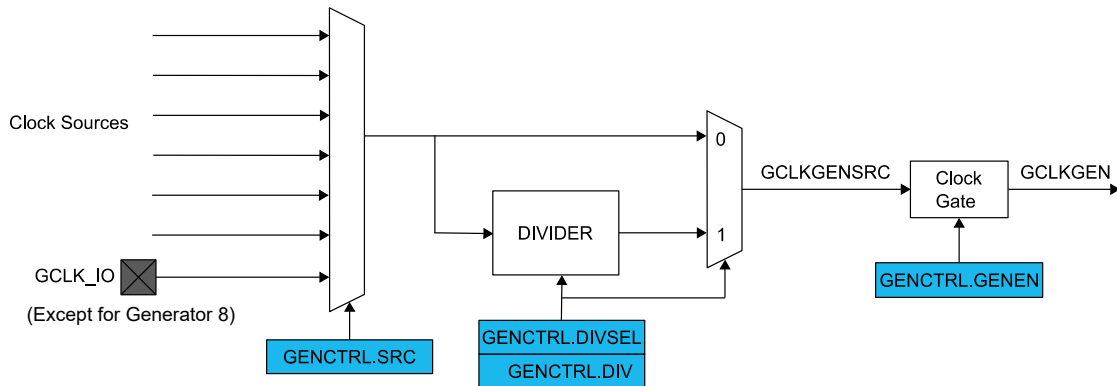 Clock Sources
GCLK_IO
(Except for Generator 8)
GENCTRL.SRC
DIVIDER
GENCTRL.DIVSEL
GENCTRL.DIV
0
1
GCLKGENSRC
Clock
Gate
GCLKGEN
GENCTRL.GENEN